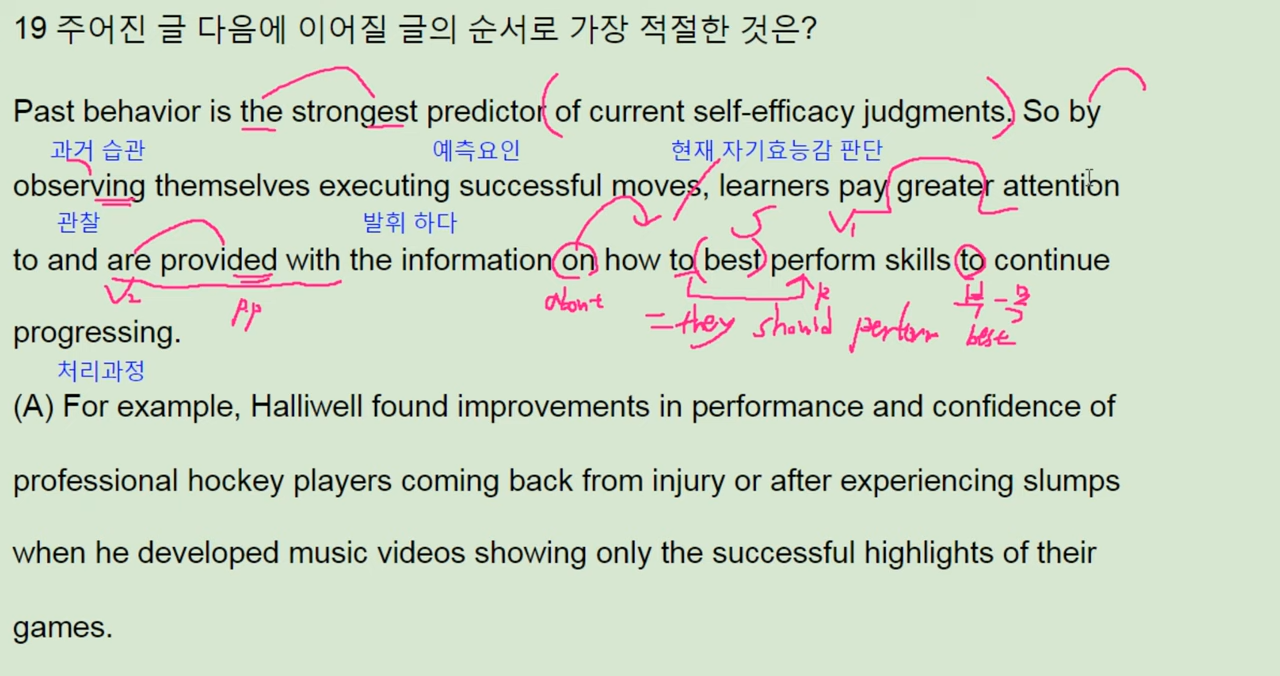 19 주어진 글 다음에 이어질 글의 순서로 가장 적절한 것은?
Past behavior is the strongest predictor (of current self-efficacy judgments). So by
과거 습관 예측요인 현재 자기효능감 판단
observing themselves executing successful moves, learners pay greater attention
관찰 발휘 하다 V1
to and are provided with the information on how to (best) perform skills to continue
V2 pp about
= they should perform best
progressing.
처리과정
(A) For example, Halliwell found improvements in performance and confidence of
professional hockey players coming back from injury or after experiencing slumps
when he developed music videos showing only the successful highlights of their
games.